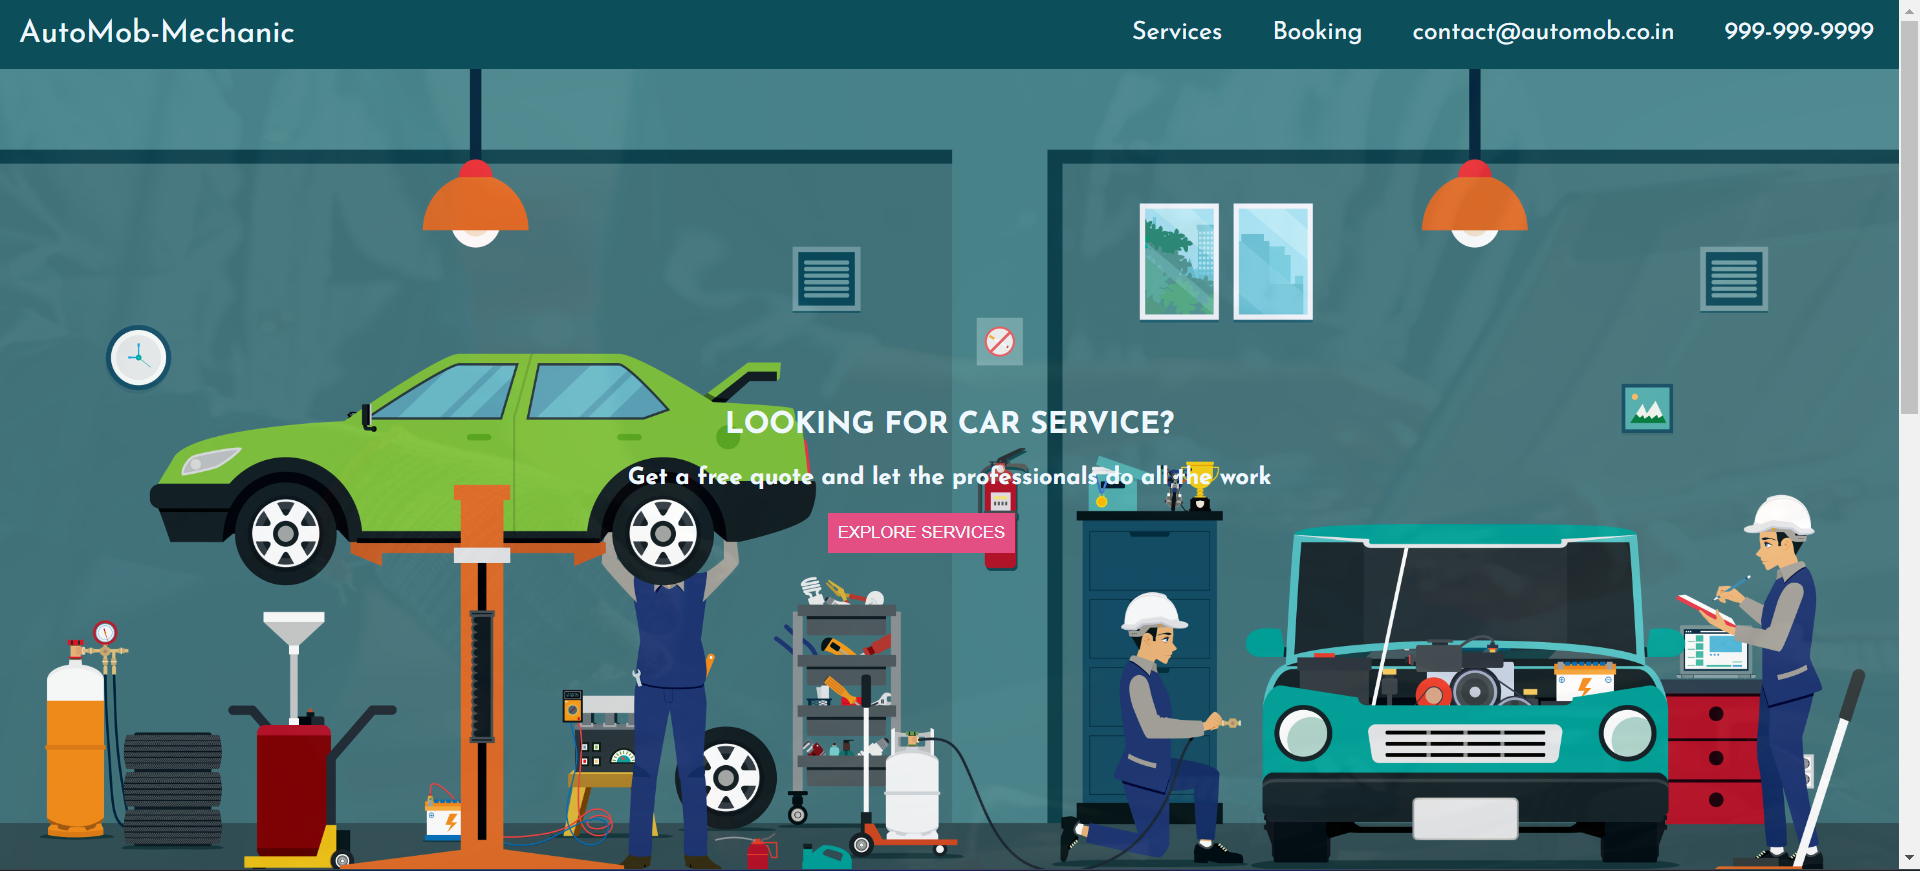 AutoMob-Mechanic
Services Booking contact@automob.co.in 999-999-9999
LOOKING FOR CAR SERVICE?
Get a free quote and let the professionals do all the work
EXPLORE SERVICES